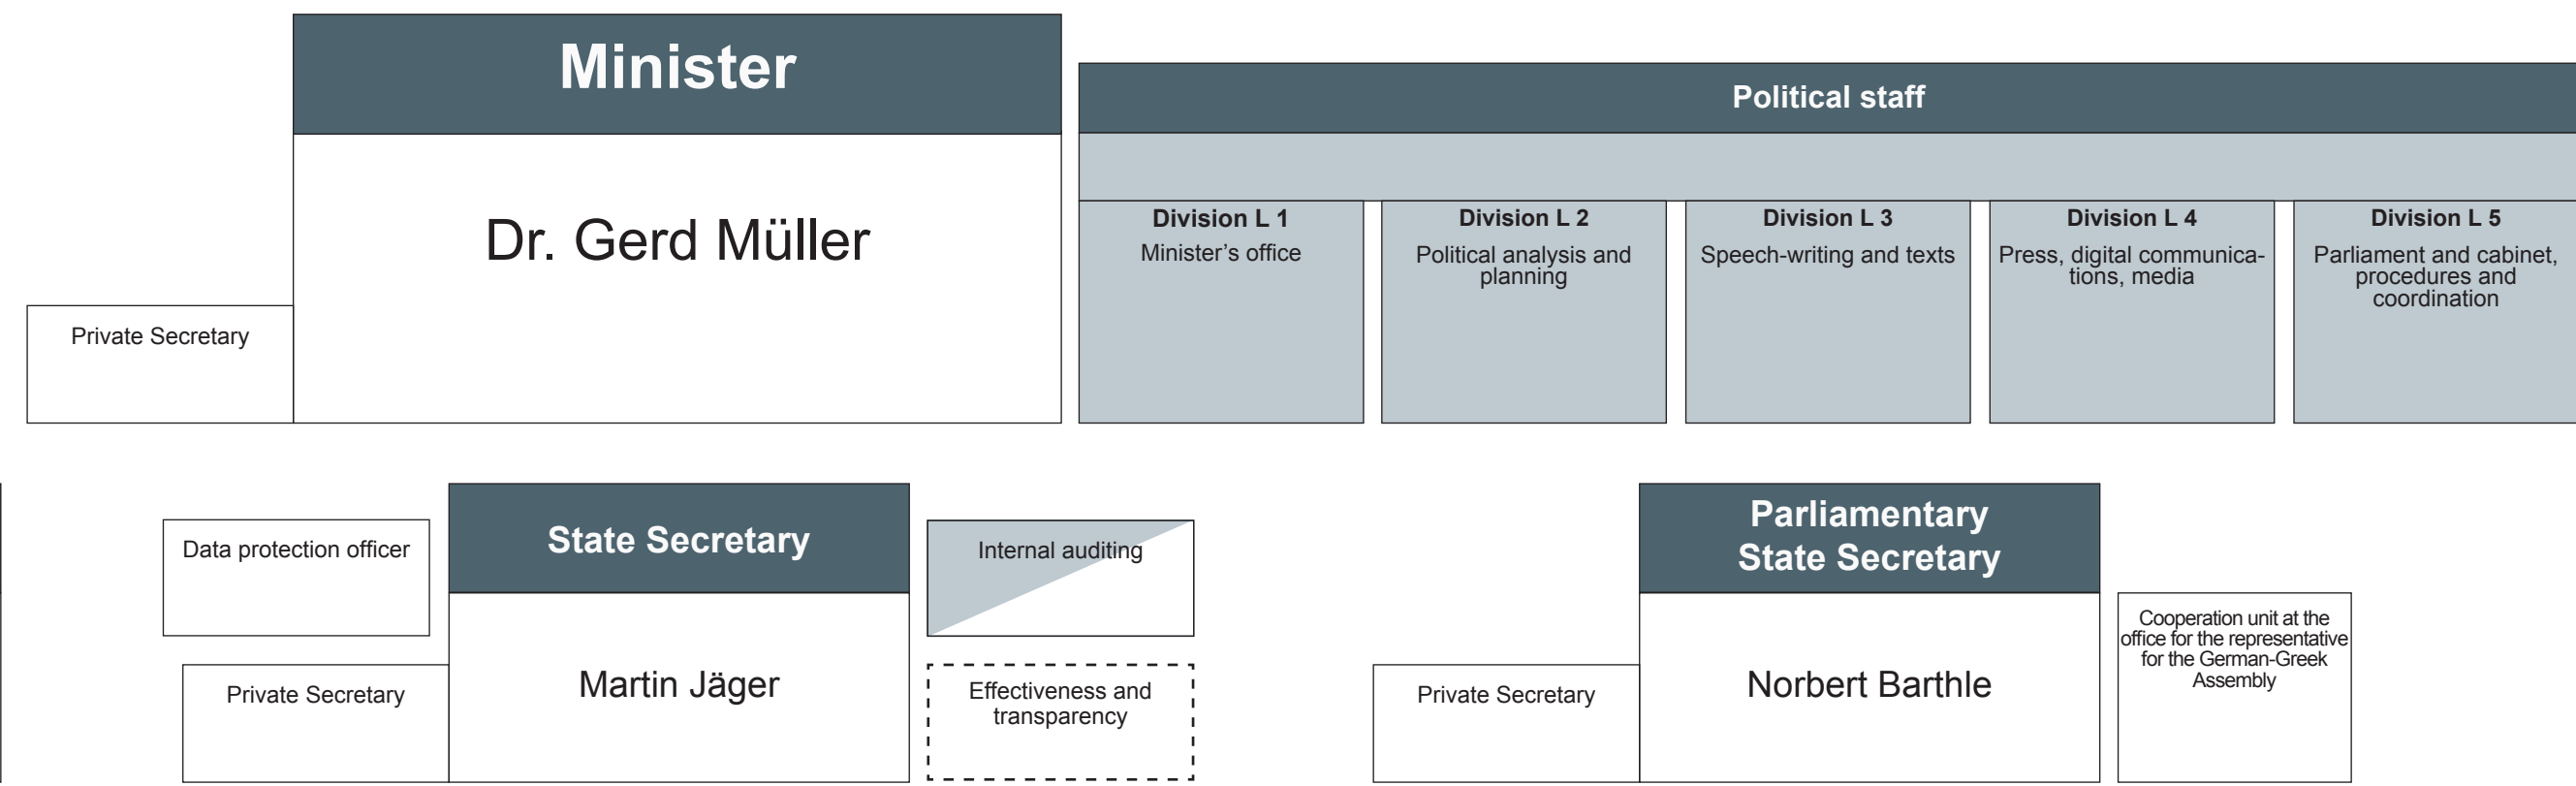 Minister
Dr. Gerd Müller
Private Secretary
Political staff
Division L 1
Minister’s office
Division L 2
Political analysis and
planning
Division L 3
Speech-writing and texts
Division L 4
Press, digital communica-
tions, media
Division L 5
Parliament and cabinet,
procedures and
coordination
Data protection officer
Private Secretary
State Secretary
Martin Jäger
Internal auditing
Effectiveness and
transparency
Private Secretary
Parliamentary
State Secretary
Norbert Barthle
Cooperation unit at the
office for the representative
for the German-Greek
Assembly